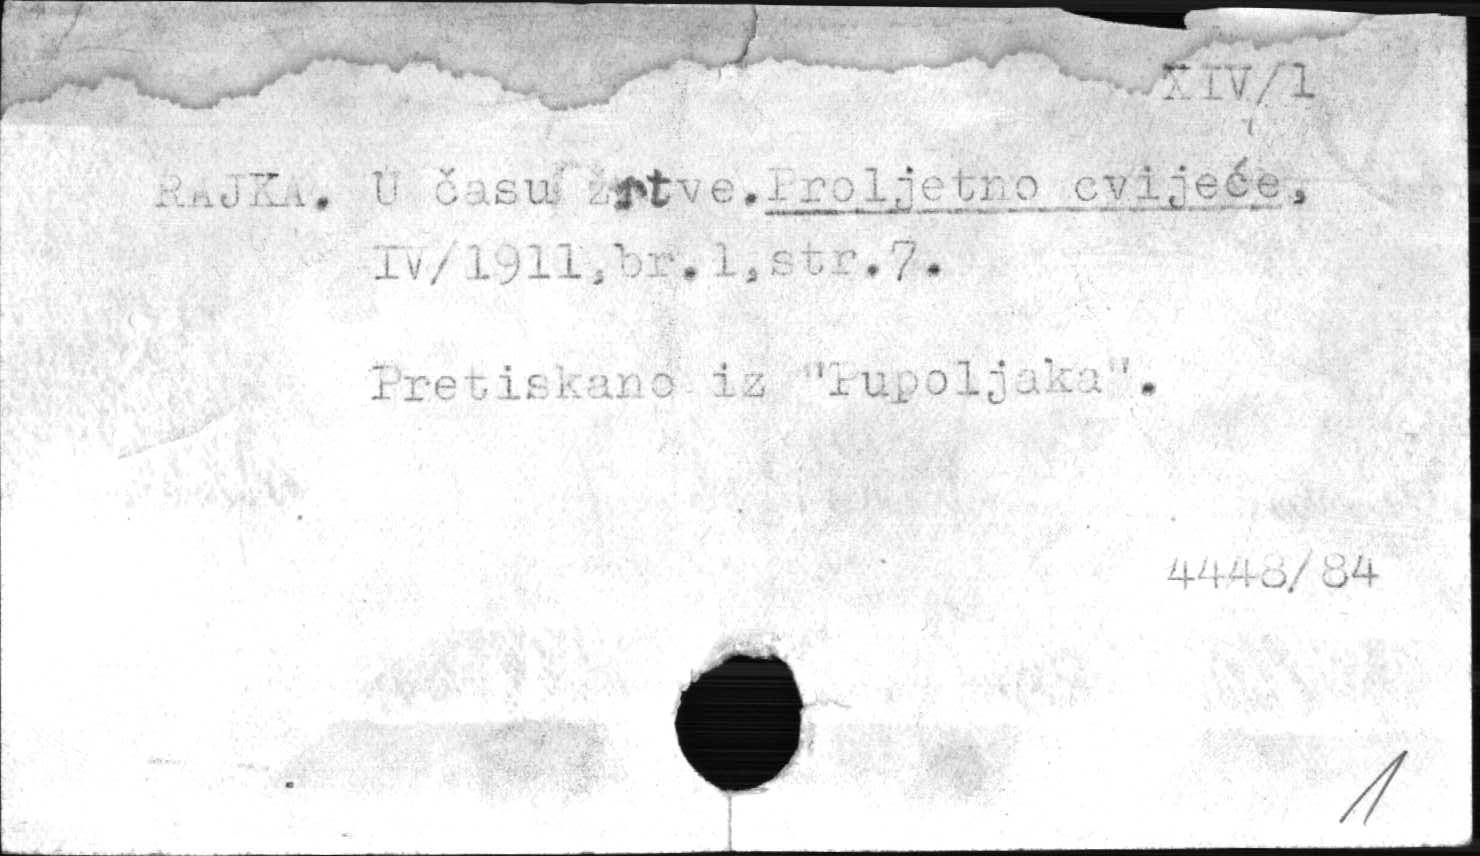 XIV/1
RAJKA. U času žrtve.Proljetno cvijeće,
IV/1911,br.1,str.7.
Pretiskano iz "Pupoljaka".
4448/84
1